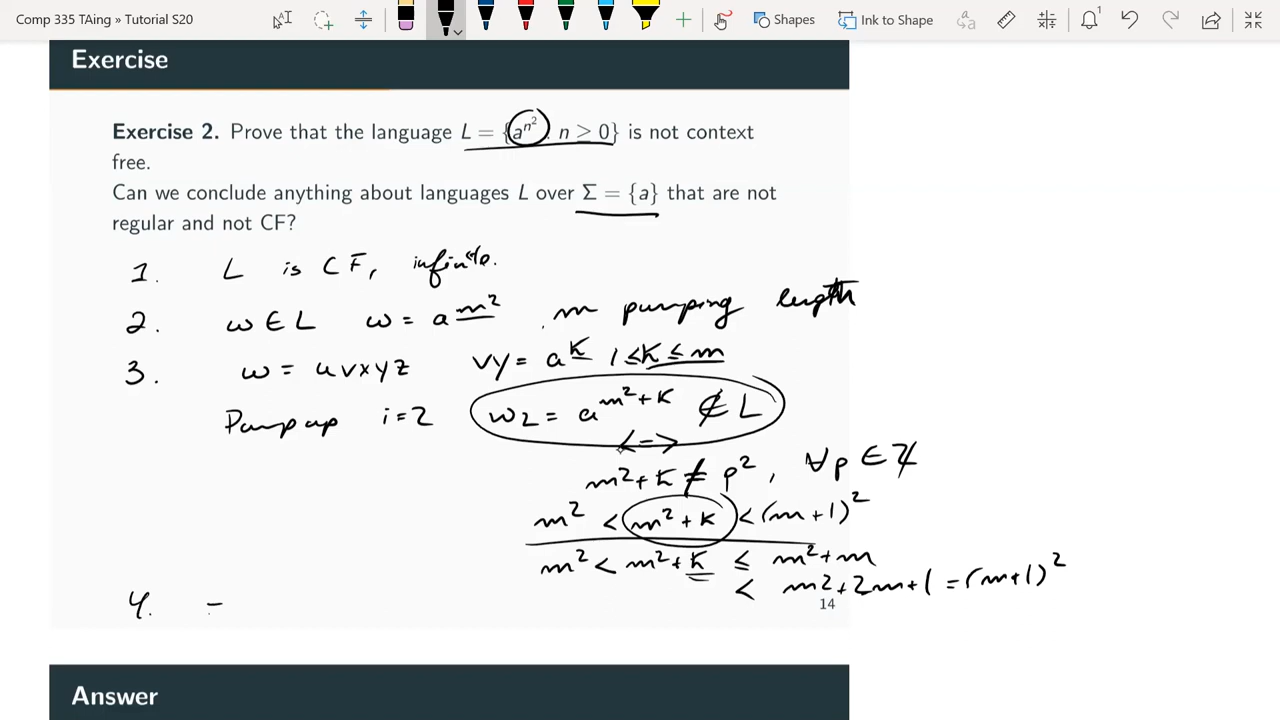 Comp 335 TAing » Tutorial S20
Shapes
Ink to Shape
1
Exercise
Exercise 2. Prove that the language L = {a^{n^2} : n ≥ 0} is not context
free.
Can we conclude anything about languages L over Σ = {a} that are not
regular and not CF?
1. L is CF, infinite.
2. w ∈ L w = a^{m^2} . m pumping length
3. w = uvxyz vy = a^k 1 ≤ k ≤ m
Pump up i=2 w2 = a^{m^2+k} ∉ L
<->
m^2+k ≠ p^2, ∀p ∈ Z
m^2 < m^2+k < (m+1)^2
m^2 < m^2+k ≤ m^2+m
< m^2+2m+1 = (m+1)^2
4. -
14
Answer